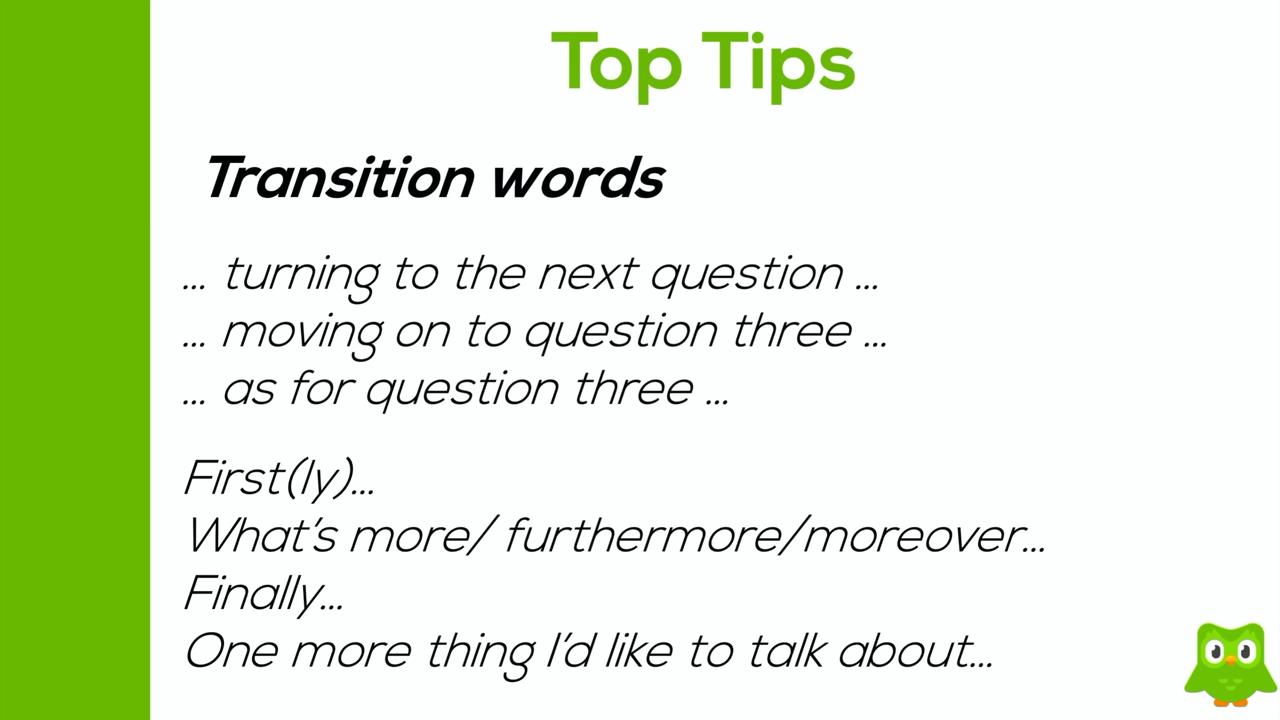 Top Tips
Transition words
... turning to the next question ...
... moving on to question three ...
... as for question three ...
First(ly)...
What's more/ furthermore/moreover...
Finally...
One more thing I'd like to talk about...